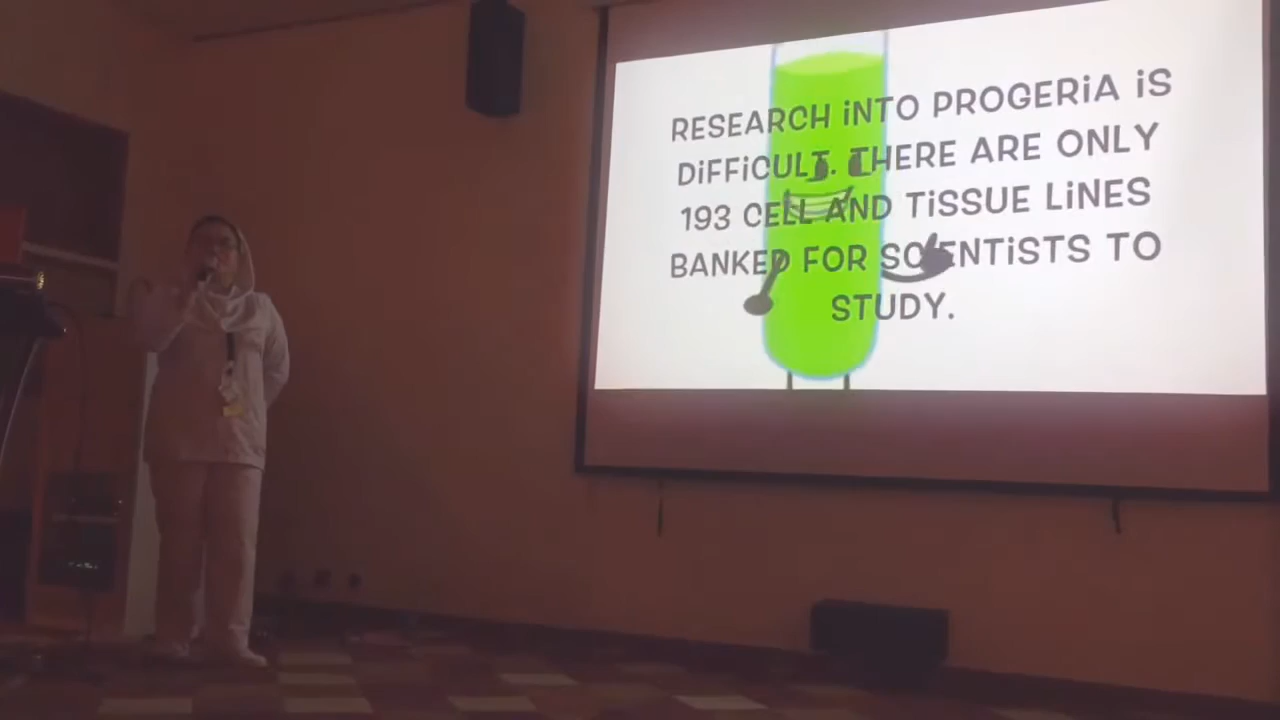 RESEARCH iNTO PROGERiA iS
DiFFiCULT. THERE ARE ONLY
193 CELL AND TiSSUE LiNES
BANKED FOR SCiENTiSTS TO
STUDY.